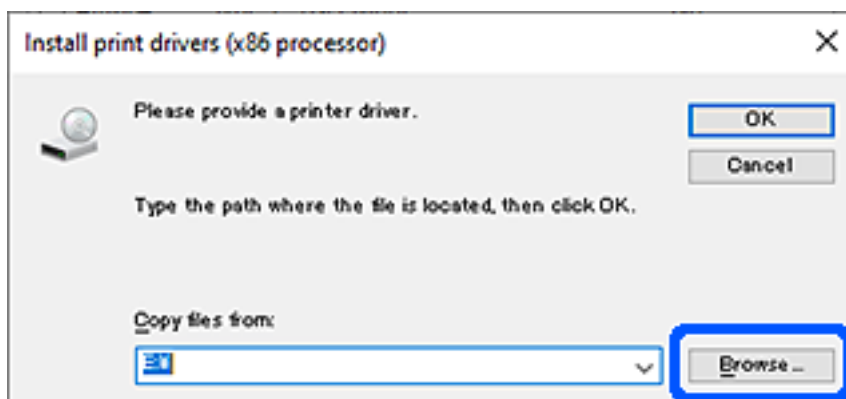 Install print drivers (x86 processor)
Please provide a printer driver.
OK
Cancel
Type the path where the file is located, then click OK.
Copy files from:
Browse...